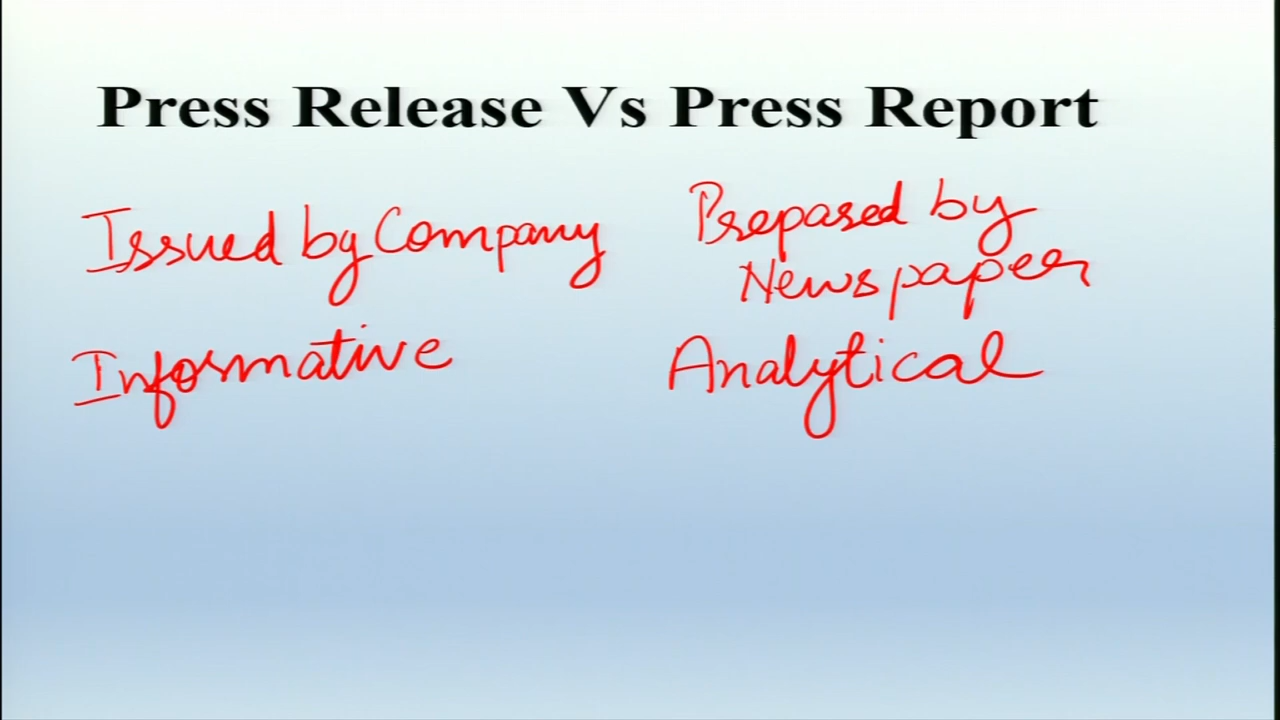 Press Release Vs Press Report
Issued by Company
Prepared by
Newspaper
Informative
Analytical